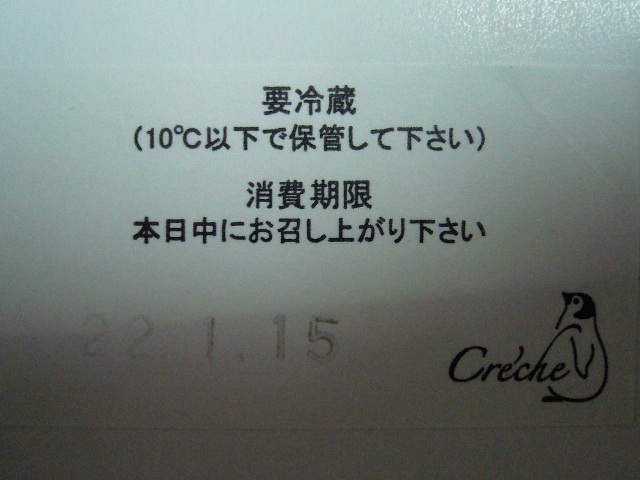 要冷蔵
(10℃以下で保管して下さい)
消費期限
本日中にお召し上がり下さい
22.1.15
Crèche